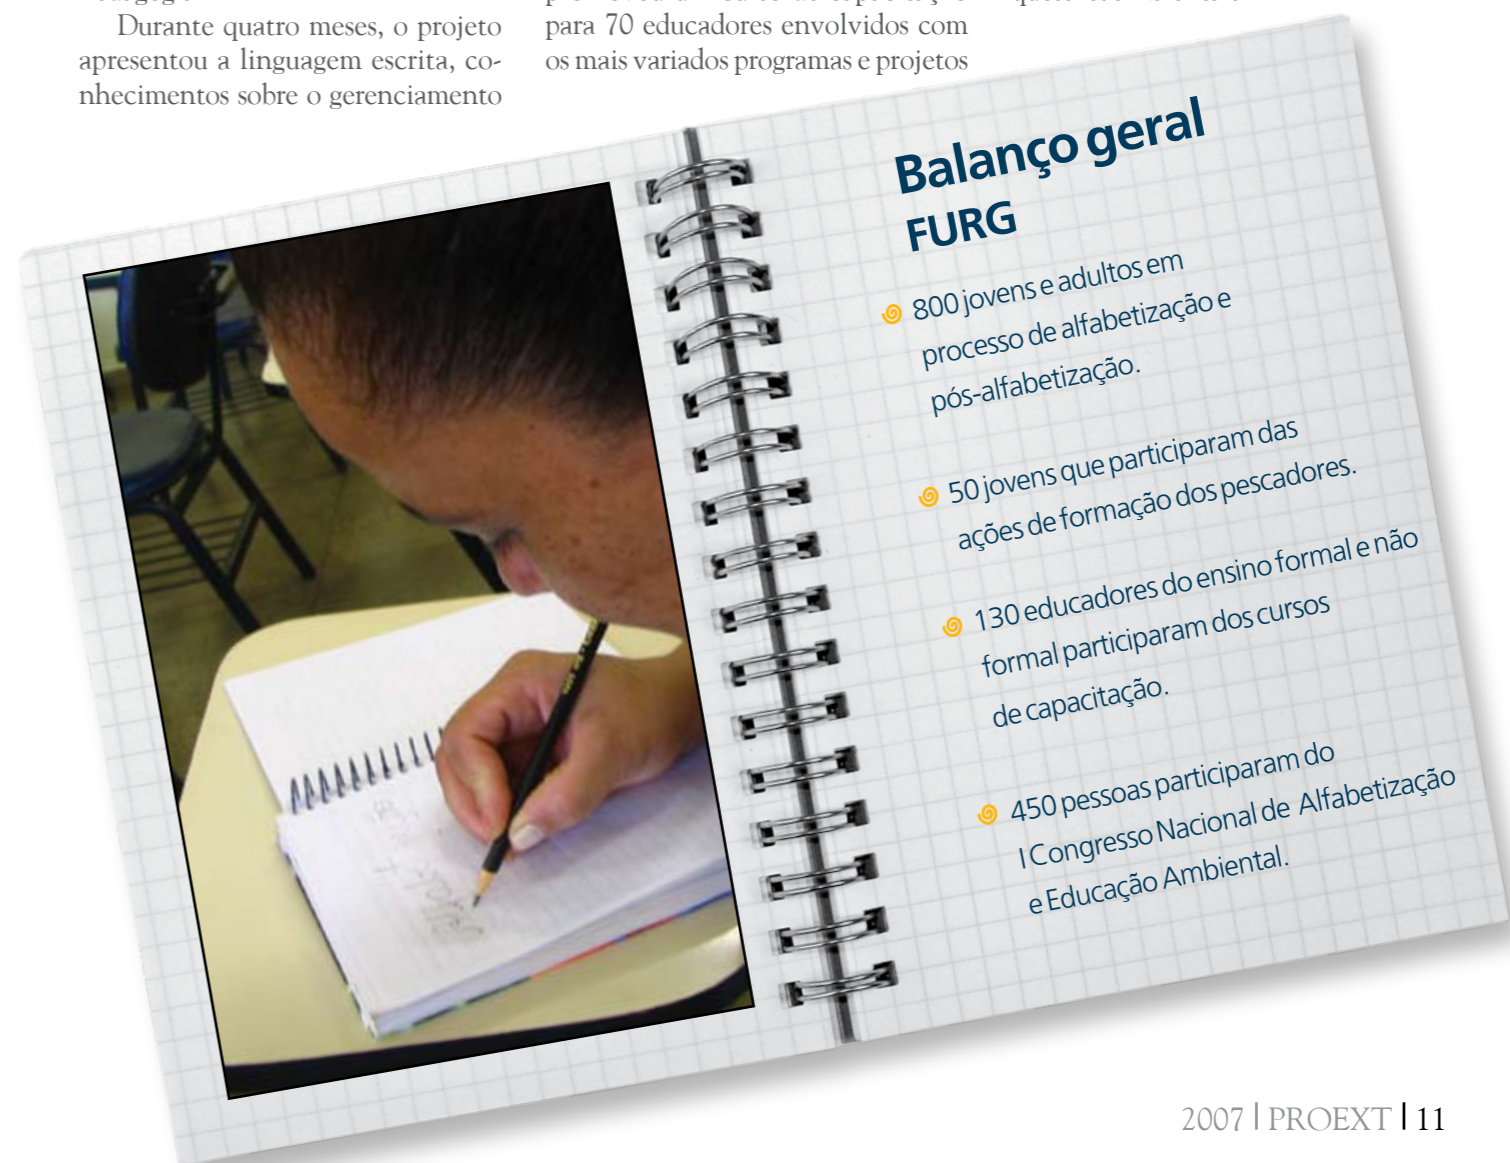 Durante quatro meses, o projeto
apresentou a linguagem escrita, co-
nhecimentos sobre o gerenciamento
para 70 educadores envolvidos com
os mais variados programas e projetos
Balanço geral
FURG
800 jovens e adultos em
processo de alfabetização e
pós-alfabetização.
50 jovens que participaram das
ações de formação dos pescadores.
130 educadores do ensino formal e não
formal participaram dos cursos
de capacitação.
450 pessoas participaram do
I Congresso Nacional de Alfabetização
e Educação Ambiental.
2007 | PROEXT | 11